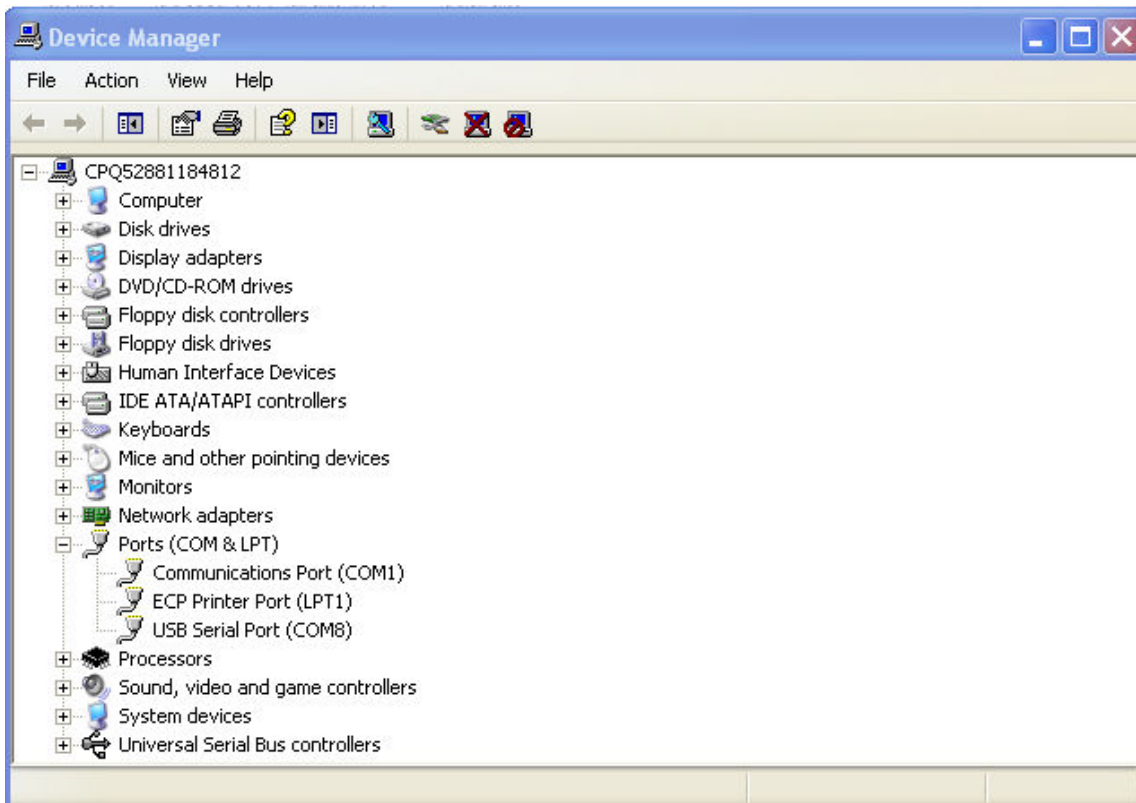 Device Manager
File Action View Help
CPQ52881184812
Computer
Disk drives
Display adapters
DVD/CD-ROM drives
Floppy disk controllers
Floppy disk drives
Human Interface Devices
IDE ATA/ATAPI controllers
Keyboards
Mice and other pointing devices
Monitors
Network adapters
Ports (COM & LPT)
Communications Port (COM1)
ECP Printer Port (LPT1)
USB Serial Port (COM8)
Processors
Sound, video and game controllers
System devices
Universal Serial Bus controllers